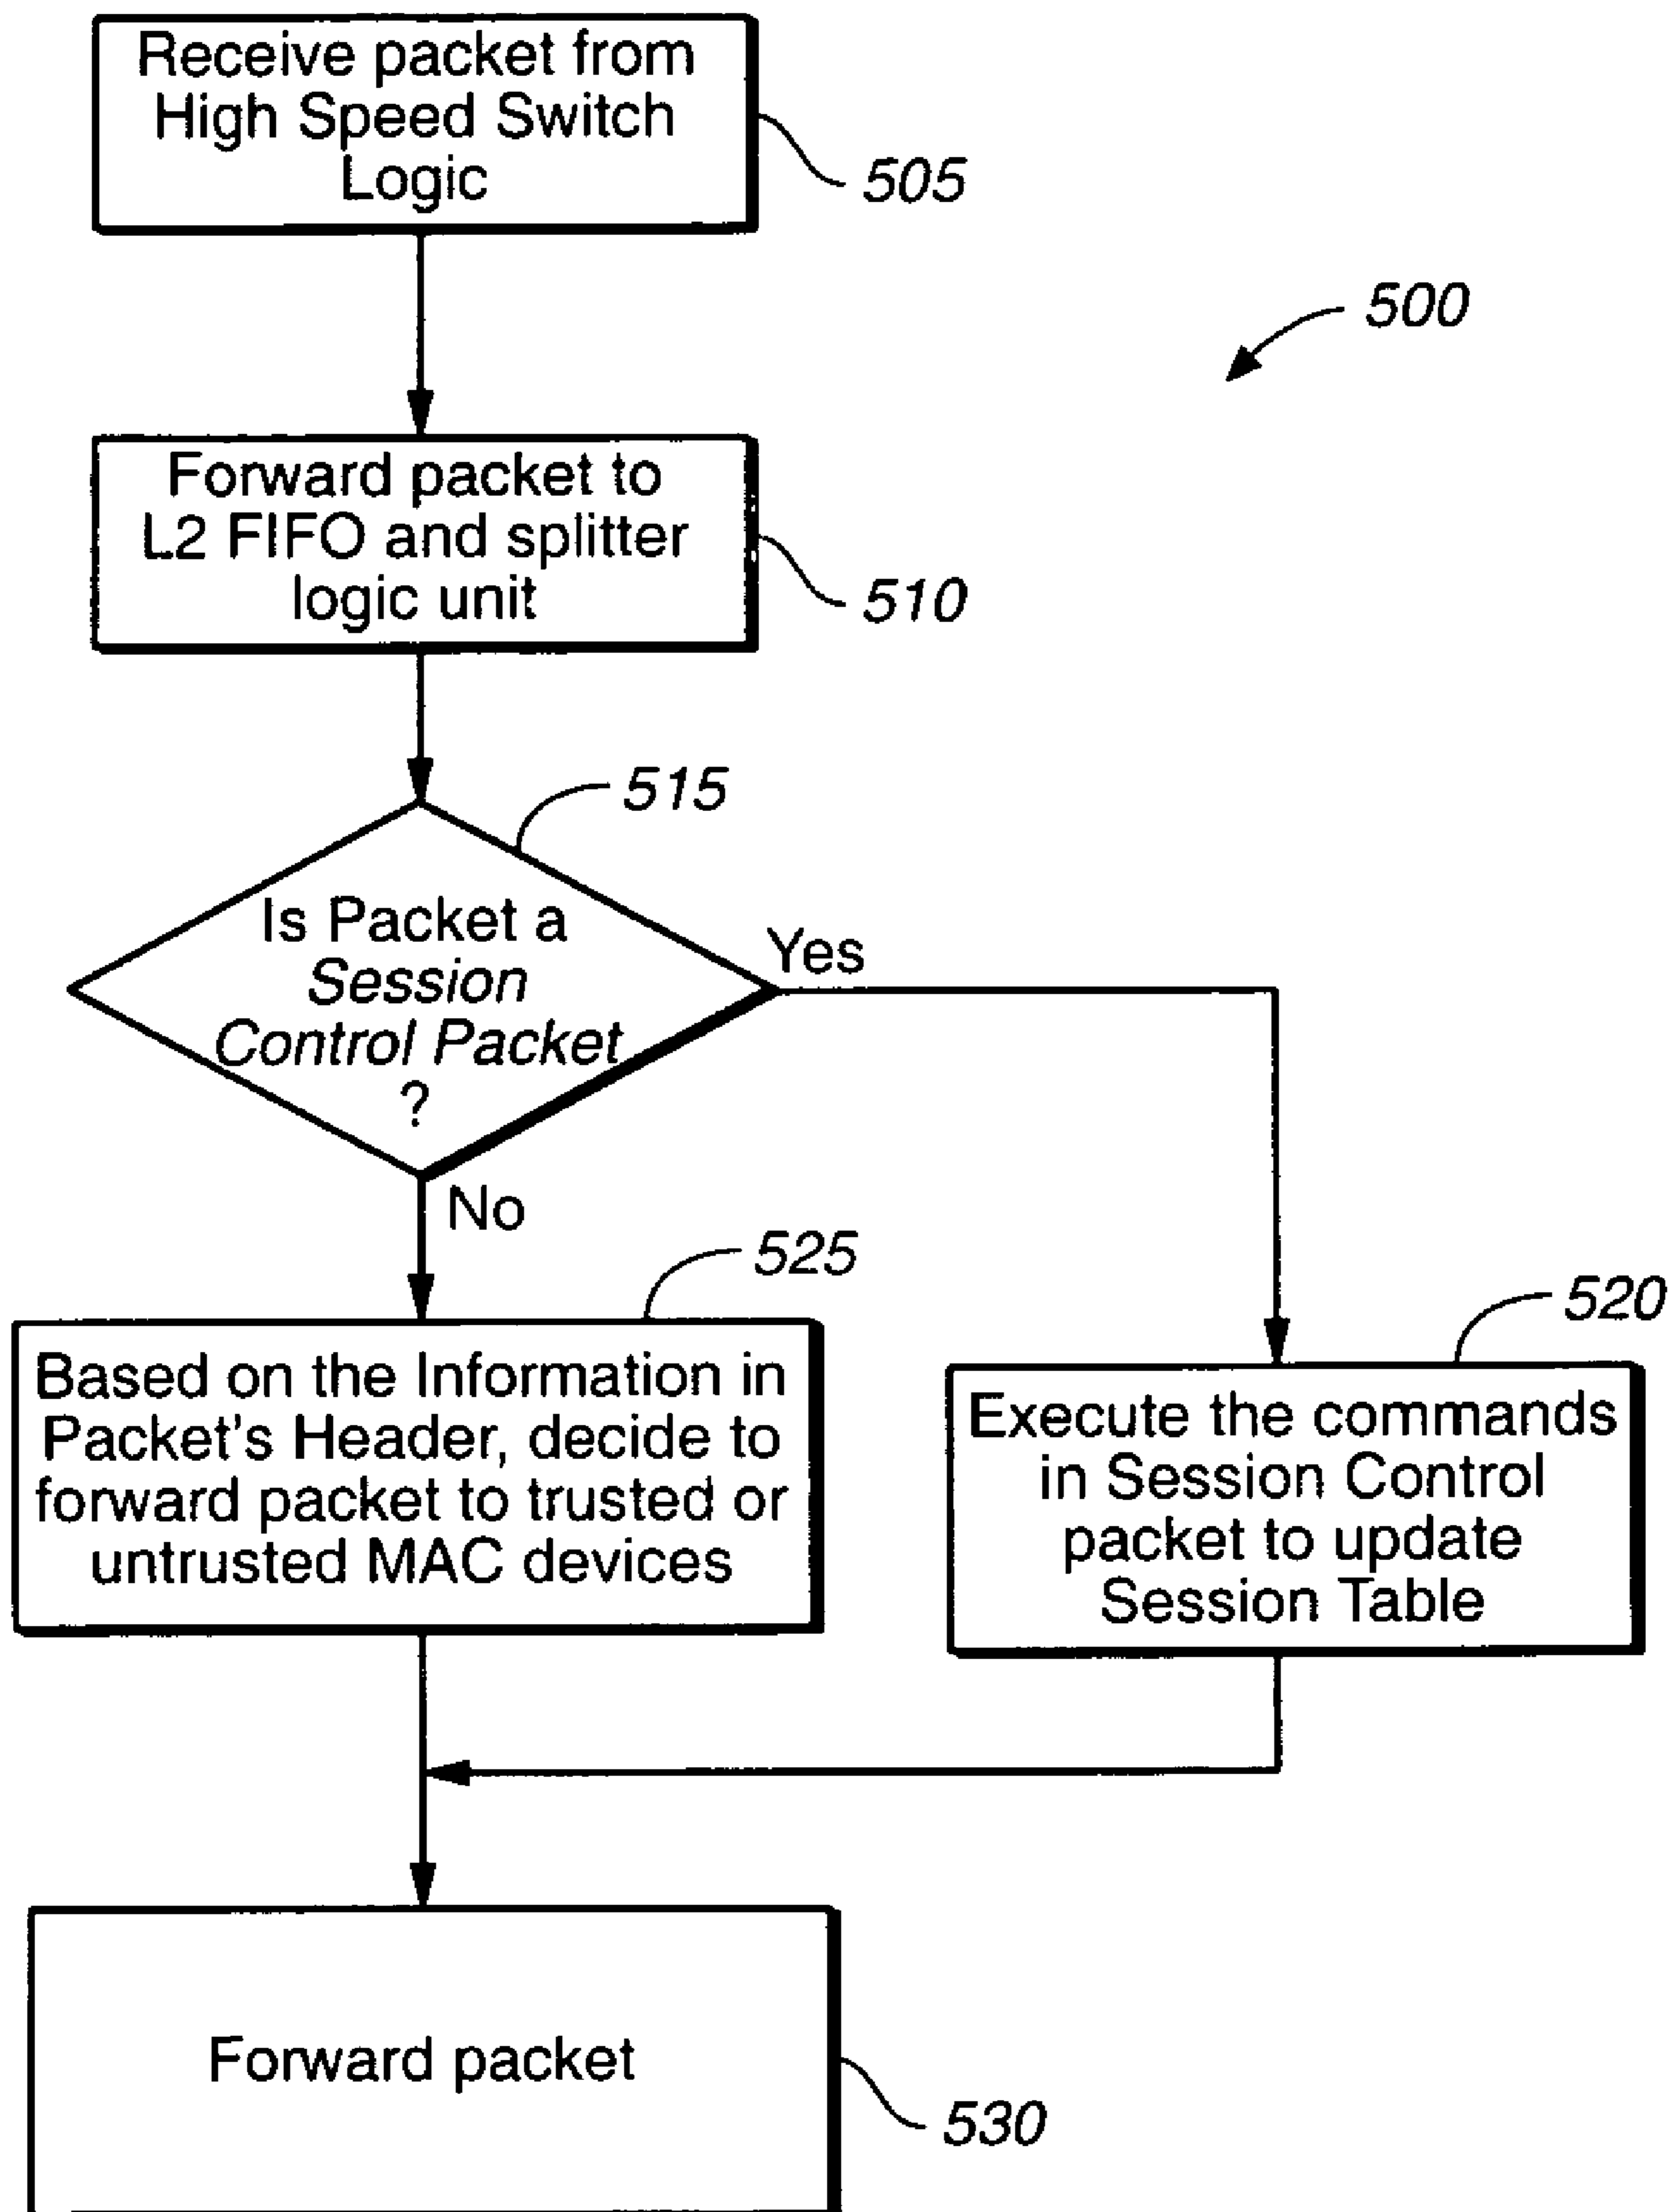 Receive packet from
High Speed Switch
Logic
505
500
Forward packet to
L2 FIFO and splitter
logic unit
510
515
Is Packet a
Session
Control Packet
?
Yes
No
525
Based on the Information in
Packet's Header, decide to
forward packet to trusted or
untrusted MAC devices
520
Execute the commands
in Session Control
packet to update
Session Table
Forward packet
530